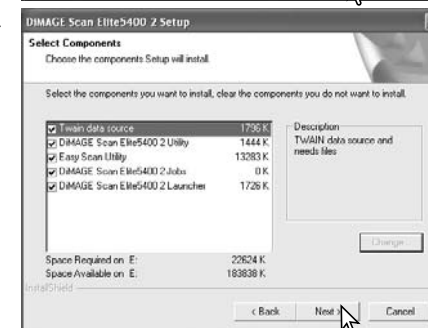 DiMAGE Scan Elite5400 2 Setup
Select Components
Choose the components Setup will install.
Select the components you want to install, clear the components you do not want to install.
Twain data source 1796 K
DiMAGE Scan Elite5400 2 Utility 1444 K
Easy Scan Utility 13283 K
DiMAGE Scan Elite5400 2 Jobs 0 K
DiMAGE Scan Elite5400 2 Launcher 1726 K
Description
TWAIN data source and
needs files
Change...
Space Required on E: 22624 K
Space Available on E: 183838 K
InstallShield
< Back
Next >
Cancel